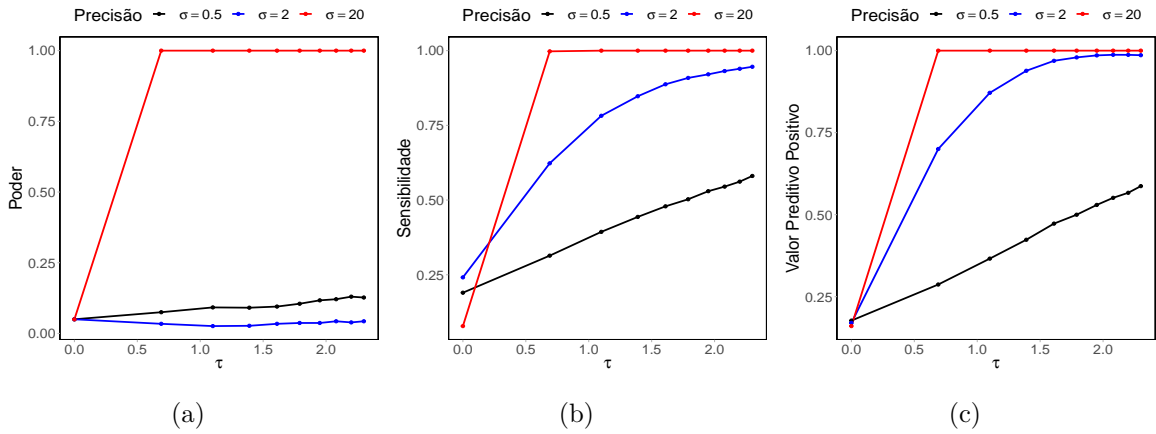 Precisão σ = 0.5 σ = 2 σ = 20
1.00
0.75
0.50
0.25
0.00
Poder
0.0 0.5 1.0 1.5 2.0
τ
(a)
Precisão σ = 0.5 σ = 2 σ = 20
1.00
0.75
0.50
0.25
Sensibilidade
0.0 0.5 1.0 1.5 2.0
τ
(b)
Precisão σ = 0.5 σ = 2 σ = 20
1.00
0.75
0.50
0.25
Valor Preditivo Positivo
0.0 0.5 1.0 1.5 2.0
τ
(c)